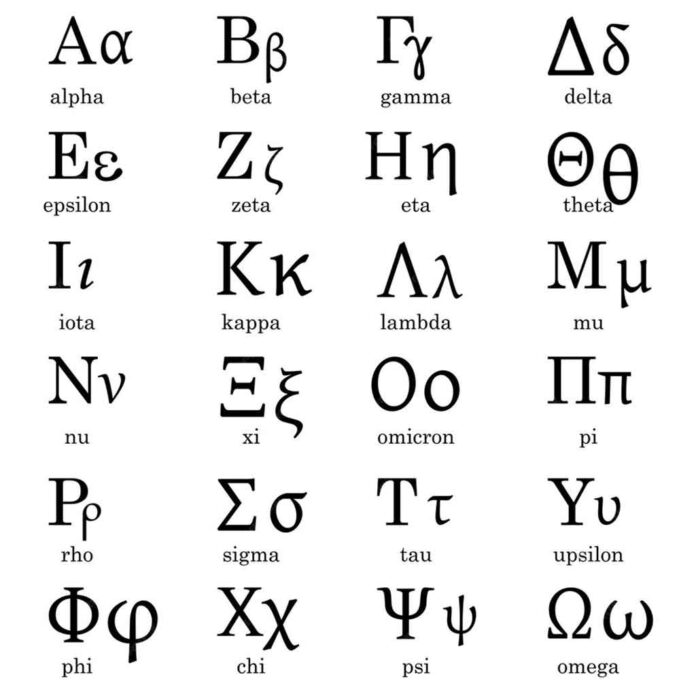 Αα Ββ Γγ Δδ
alpha beta gamma delta
Εε Ζζ Ηη Θθ
epsilon zeta eta theta
Ιι Κκ Λλ Μμ
iota kappa lambda mu
Νν Ξξ Οο Ππ
nu xi omicron pi
Ρρ Σσ Ττ Υυ
rho sigma tau upsilon
Φφ Χχ Ψψ Ωω
phi chi psi omega